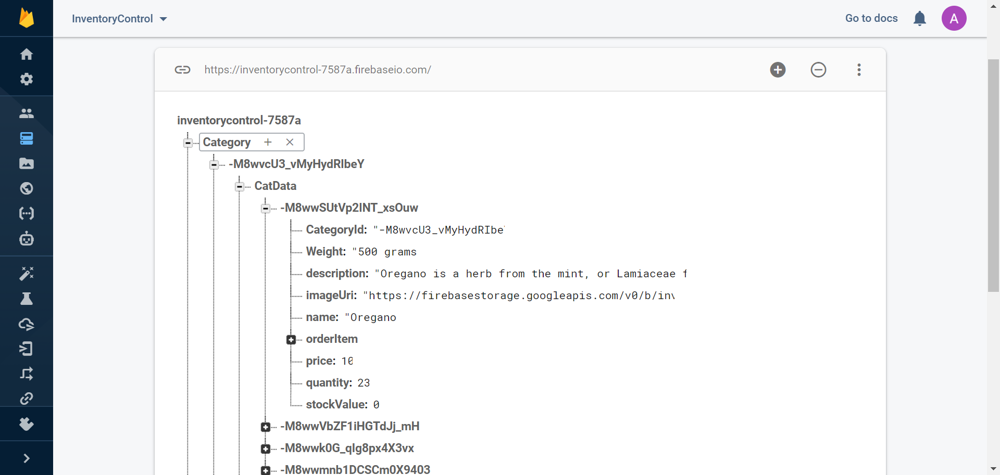 InventoryControl
Go to docs
A
https://inventorycontrol-7587a.firebaseio.com/
inventorycontrol-7587a
Category
-M8wvcU3_vMyHydRIbeY
CatData
-M8wwSUtVp2INT_xsOuw
CategoryId: "-M8wvcU3_vMyHydRIbe
Weight: "500 grams
description: "Oregano is a herb from the mint, or Lamiaceae f
imageUri: "https://firebasestorage.googleapis.com/v0/b/inv
name: "Oregano
orderItem
price: 10
quantity: 23
stockValue: 0
-M8wwVbZF1iHGTdJj_mH
-M8wwk0G_qIg8px4X3vx
-M8wwmnb1DCSCm0X9403